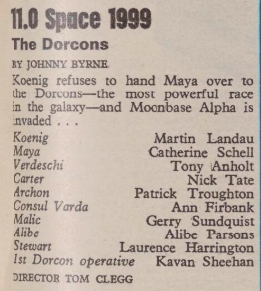 11.0 Space 1999
The Dorcons
BY JOHNNY BYRNE
Koenig refuses to hand Maya over to
the Dorcons—the most powerful race
in the galaxy—and Moonbase Alpha is
invaded . . .
Koenig Martin Landau
Maya Catherine Schell
Verdeschi Tony Anholt
Carter Nick Tate
Archon Patrick Troughton
Consul Varda Ann Firbank
Malic Gerry Sundquist
Alibe Alibe Parsons
Stewart Laurence Harrington
1st Dorcon operative Kavan Sheehan
DIRECTOR TOM CLEGG